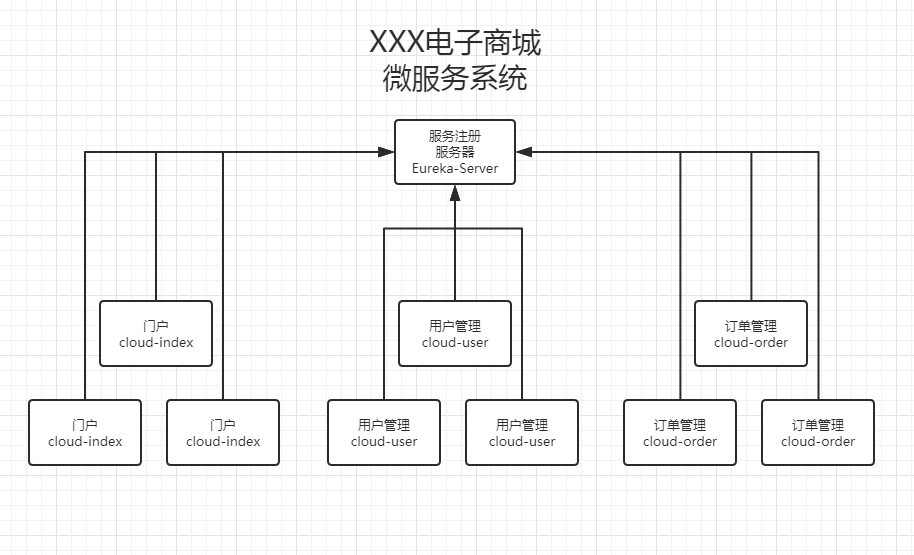 XXX电子商城
微服务系统
服务注册
服务器
Eureka-Server
门户
cloud-index
用户管理
cloud-user
订单管理
cloud-order
门户
cloud-index
门户
cloud-index
用户管理
cloud-user
用户管理
cloud-user
订单管理
cloud-order
订单管理
cloud-order